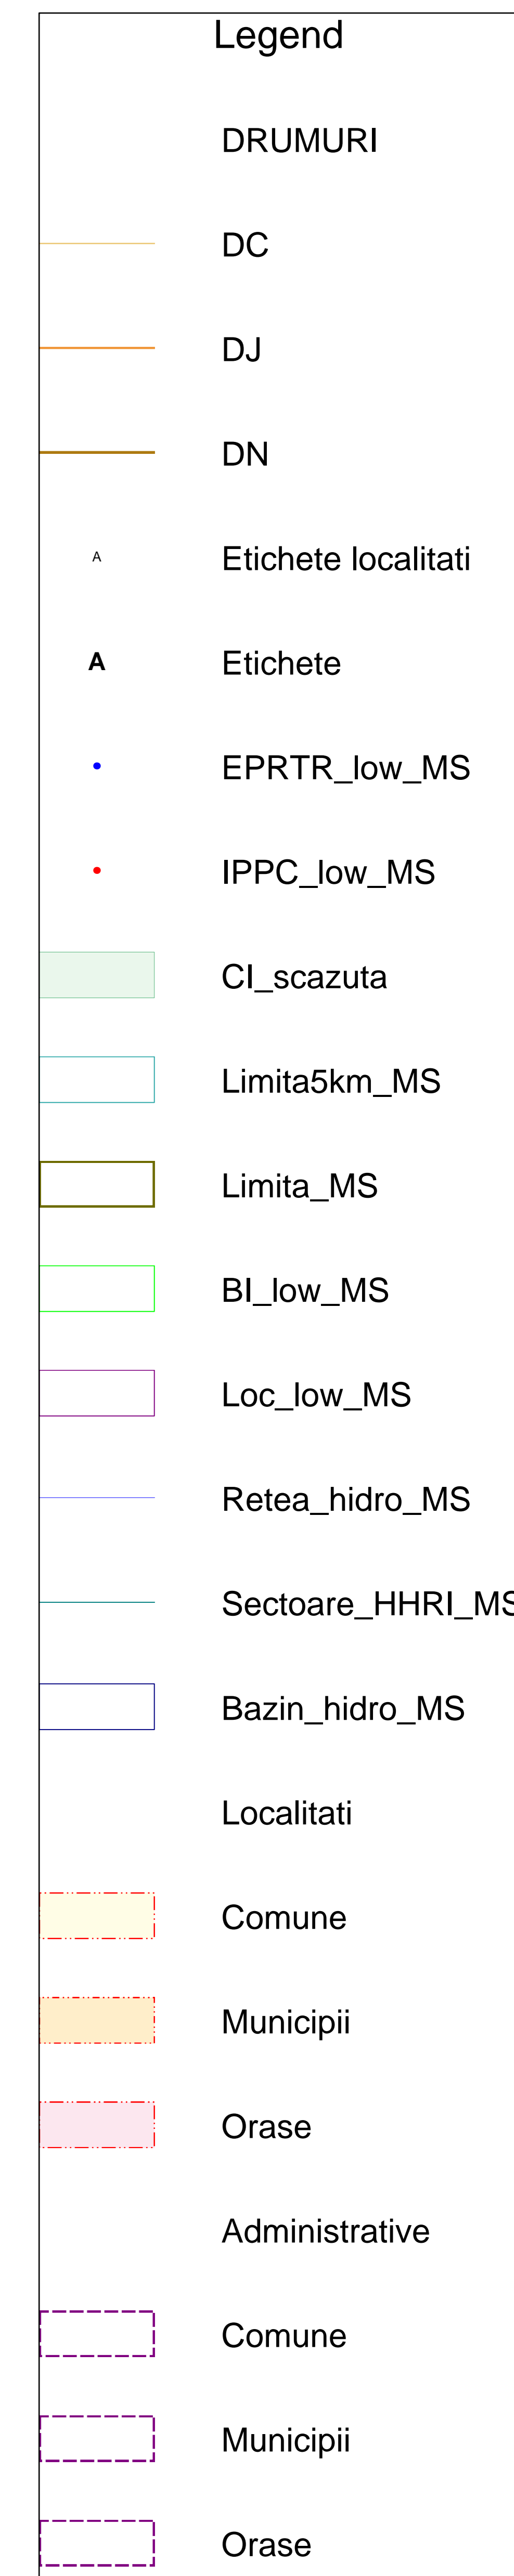 Legend
DRUMURI
DC
DJ
DN
A Etichete localitati
A Etichete
EPRTR_low_MS
IPPC_low_MS
CI_scazuta
Limita5km_MS
Limita_MS
BI_low_MS
Loc_low_MS
Retea_hidro_MS
Sectoare_HHRI_MS
Bazin_hidro_MS
Localitati
Comune
Municipii
Orase
Administrative
Comune
Municipii
Orase